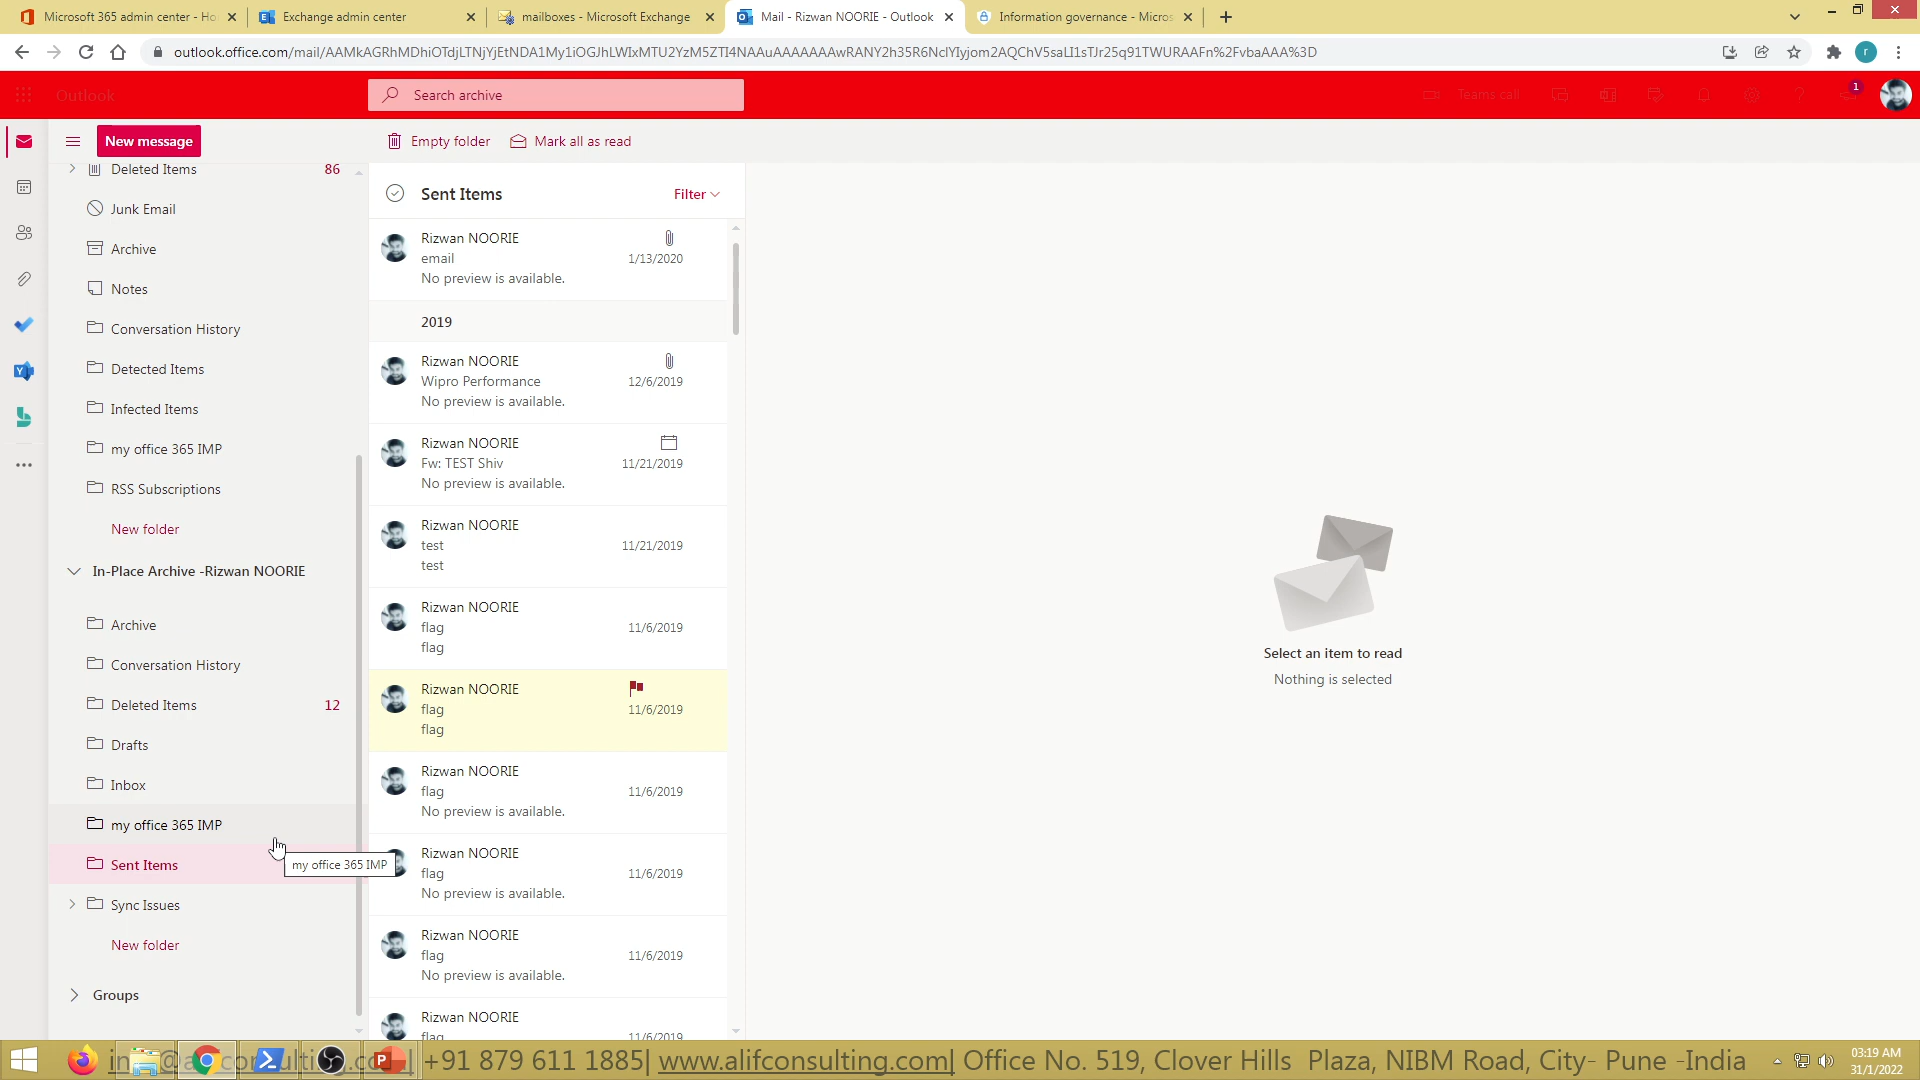 Microsoft 365 admin center - Ho
Exchange admin center
mailboxes - Microsoft Exchange
Mail - Rizwan NOORIE - Outlook
Information governance - Micros
outlook.office.com/mail/AAMkAGRhMDhiOTdjLTNjYjEtNDA1My1iOGJhLWIxMTU2YzM5ZTI4NAAuAAAAAAAwRANY2h35R6NclYIyjom2AQChV5saLI1sTJr25q91TWURAAFn%2FvbaAAA%3D
r
Outlook
Search archive
Teams call
1
New message
Empty folder
Mark all as read
Deleted Items 86
Junk Email
Archive
Notes
Conversation History
Detected Items
Infected Items
my office 365 IMP
RSS Subscriptions
New folder
In-Place Archive -Rizwan NOORIE
Archive
Conversation History
Deleted Items 12
Drafts
Inbox
my office 365 IMP
my office 365 IMP
Sent Items
Sync Issues
New folder
Groups
Sent Items
Filter
Rizwan NOORIE
email 1/13/2020
No preview is available.
2019
Rizwan NOORIE
Wipro Performance 12/6/2019
No preview is available.
Rizwan NOORIE
Fw: TEST Shiv 11/21/2019
No preview is available.
Rizwan NOORIE
test 11/21/2019
test
Rizwan NOORIE
flag 11/6/2019
flag
Rizwan NOORIE
flag 11/6/2019
flag
Rizwan NOORIE
flag 11/6/2019
No preview is available.
Rizwan NOORIE
flag 11/6/2019
No preview is available.
Rizwan NOORIE
flag 11/6/2019
No preview is available.
Rizwan NOORIE
flag 11/6/2019
Select an item to read
Nothing is selected
+91 879 611 1885| www.alifconsulting.com| Office No. 519, Clover Hills Plaza, NIBM Road, City- Pune -India
03:19 AM
31/1/2022